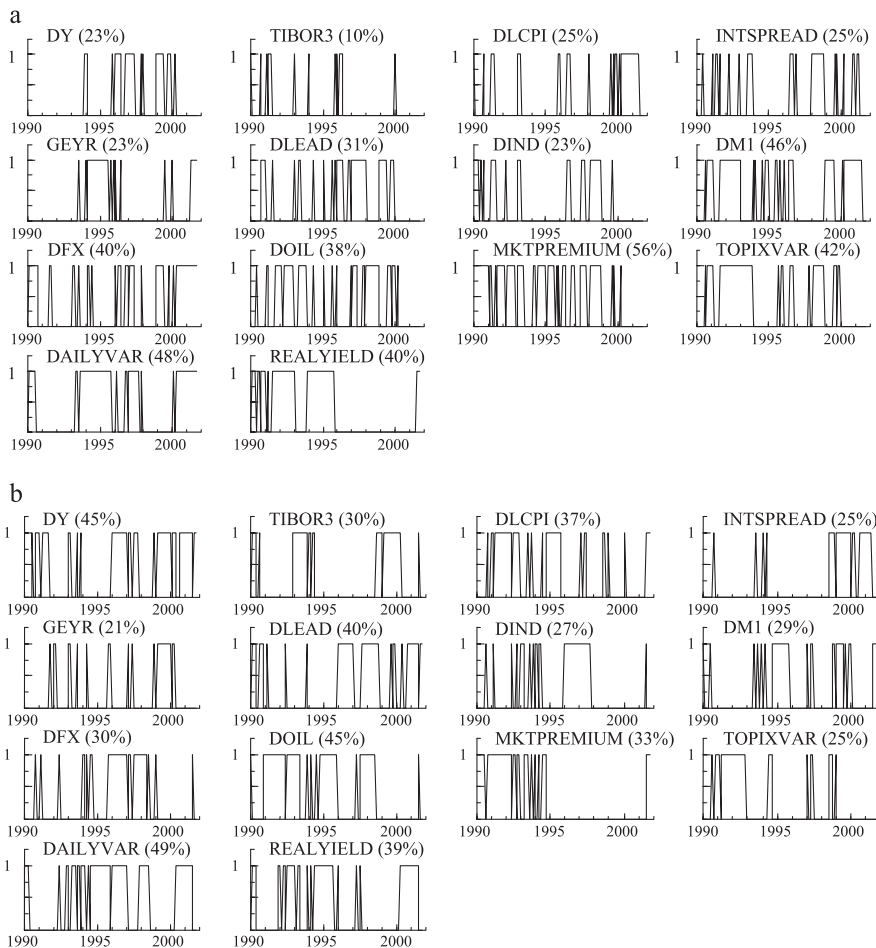 a
DY (23%) TIBOR3 (10%) DLCPI (25%) INTSPREAD (25%)
1 1 1 1
1990 1995 2000 1990 1995 2000 1990 1995 2000 1990 1995 2000
GEYR (23%) DLEAD (31%) DIND (23%) DM1 (46%)
1 1 1 1
1990 1995 2000 1990 1995 2000 1990 1995 2000 1990 1995 2000
DFX (40%) DOIL (38%) MKTPREMIUM (56%) TOPIXVAR (42%)
1 1 1 1
1990 1995 2000 1990 1995 2000 1990 1995 2000 1990 1995 2000
DAILYVAR (48%) REALYIELD (40%)
1 1
1990 1995 2000 1990 1995 2000
b
DY (45%) TIBOR3 (30%) DLCPI (37%) INTSPREAD (25%)
1 1 1 1
1990 1995 2000 1990 1995 2000 1990 1995 2000 1990 1995 2000
GEYR (21%) DLEAD (40%) DIND (27%) DM1 (29%)
1 1 1 1
1990 1995 2000 1990 1995 2000 1990 1995 2000 1990 1995 2000
DFX (30%) DOIL (45%) MKTPREMIUM (33%) TOPIXVAR (25%)
1 1 1 1
1990 1995 2000 1990 1995 2000 1990 1995 2000 1990 1995 2000
DAILYVAR (49%) REALYIELD (39%)
1 1
1990 1995 2000 1990 1995 2000